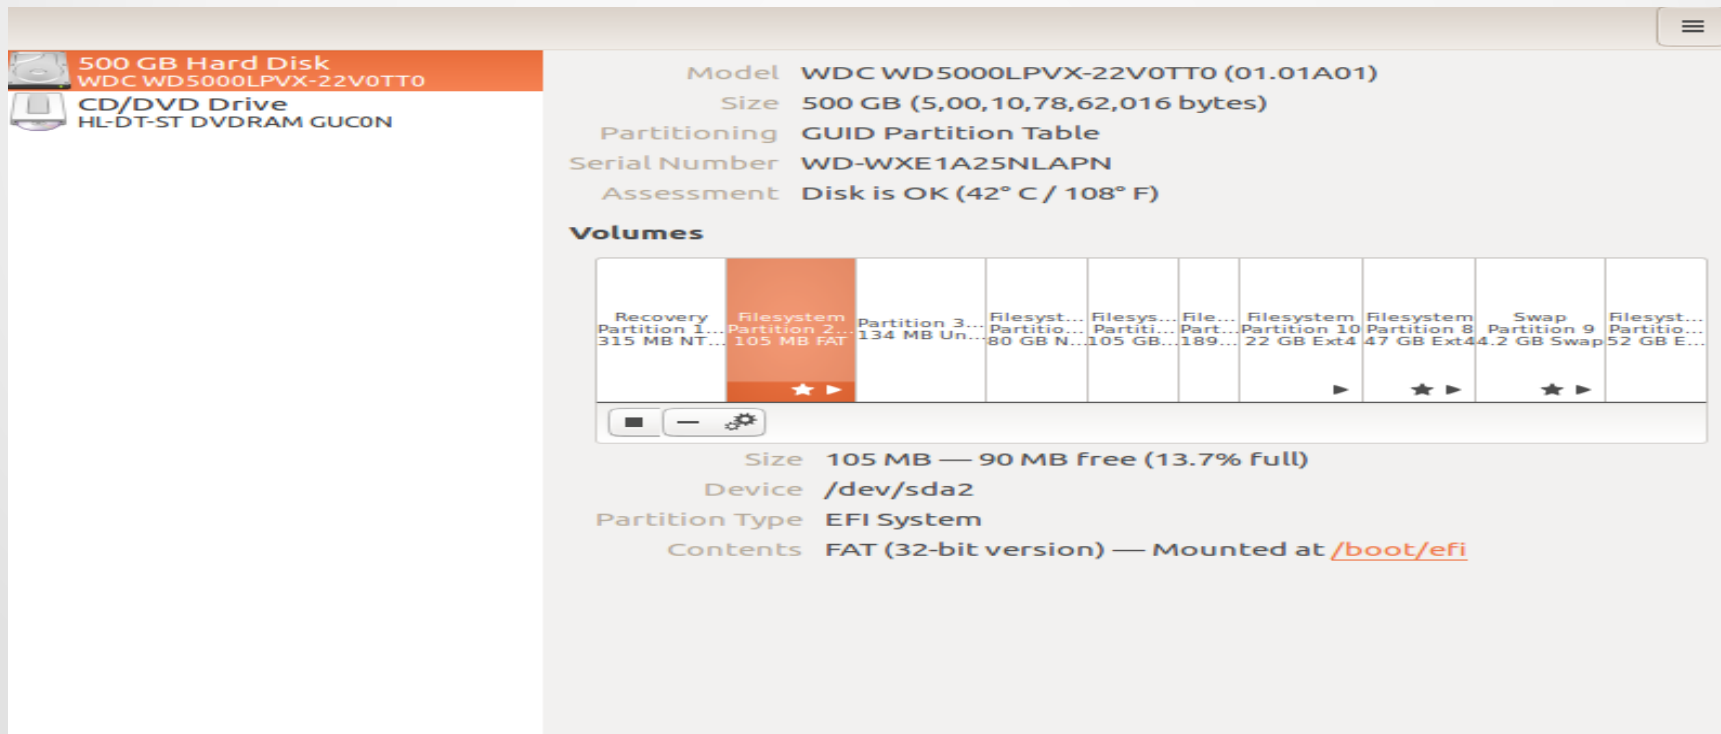 500 GB Hard Disk
WDC WD5000LPVX-22V0TT0
CD/DVD Drive
HL-DT-ST DVDRAM GUC0N
Model WDC WD5000LPVX-22V0TT0 (01.01A01)
Size 500 GB (5,00,10,78,62,016 bytes)
Partitioning GUID Partition Table
Serial Number WD-WXE1A25NLAPN
Assessment Disk is OK (42° C / 108° F)
Volumes
Recovery
Partition 1...
315 MB NT...
Filesystem
Partition 2...
105 MB FAT
Partition 3...
134 MB Un...
Filesyst...
Partitio...
80 GB N...
Filesys...
Partiti...
105 GB...
File...
Part...
189...
Filesystem
Partition 10
22 GB Ext4
Filesystem
Partition 8
47 GB Ext4
Swap
Partition 9
4.2 GB Swap
Filesyst...
Partitio...
52 GB E...
Size 105 MB — 90 MB free (13.7% full)
Device /dev/sda2
Partition Type EFI System
Contents FAT (32-bit version) — Mounted at /boot/efi